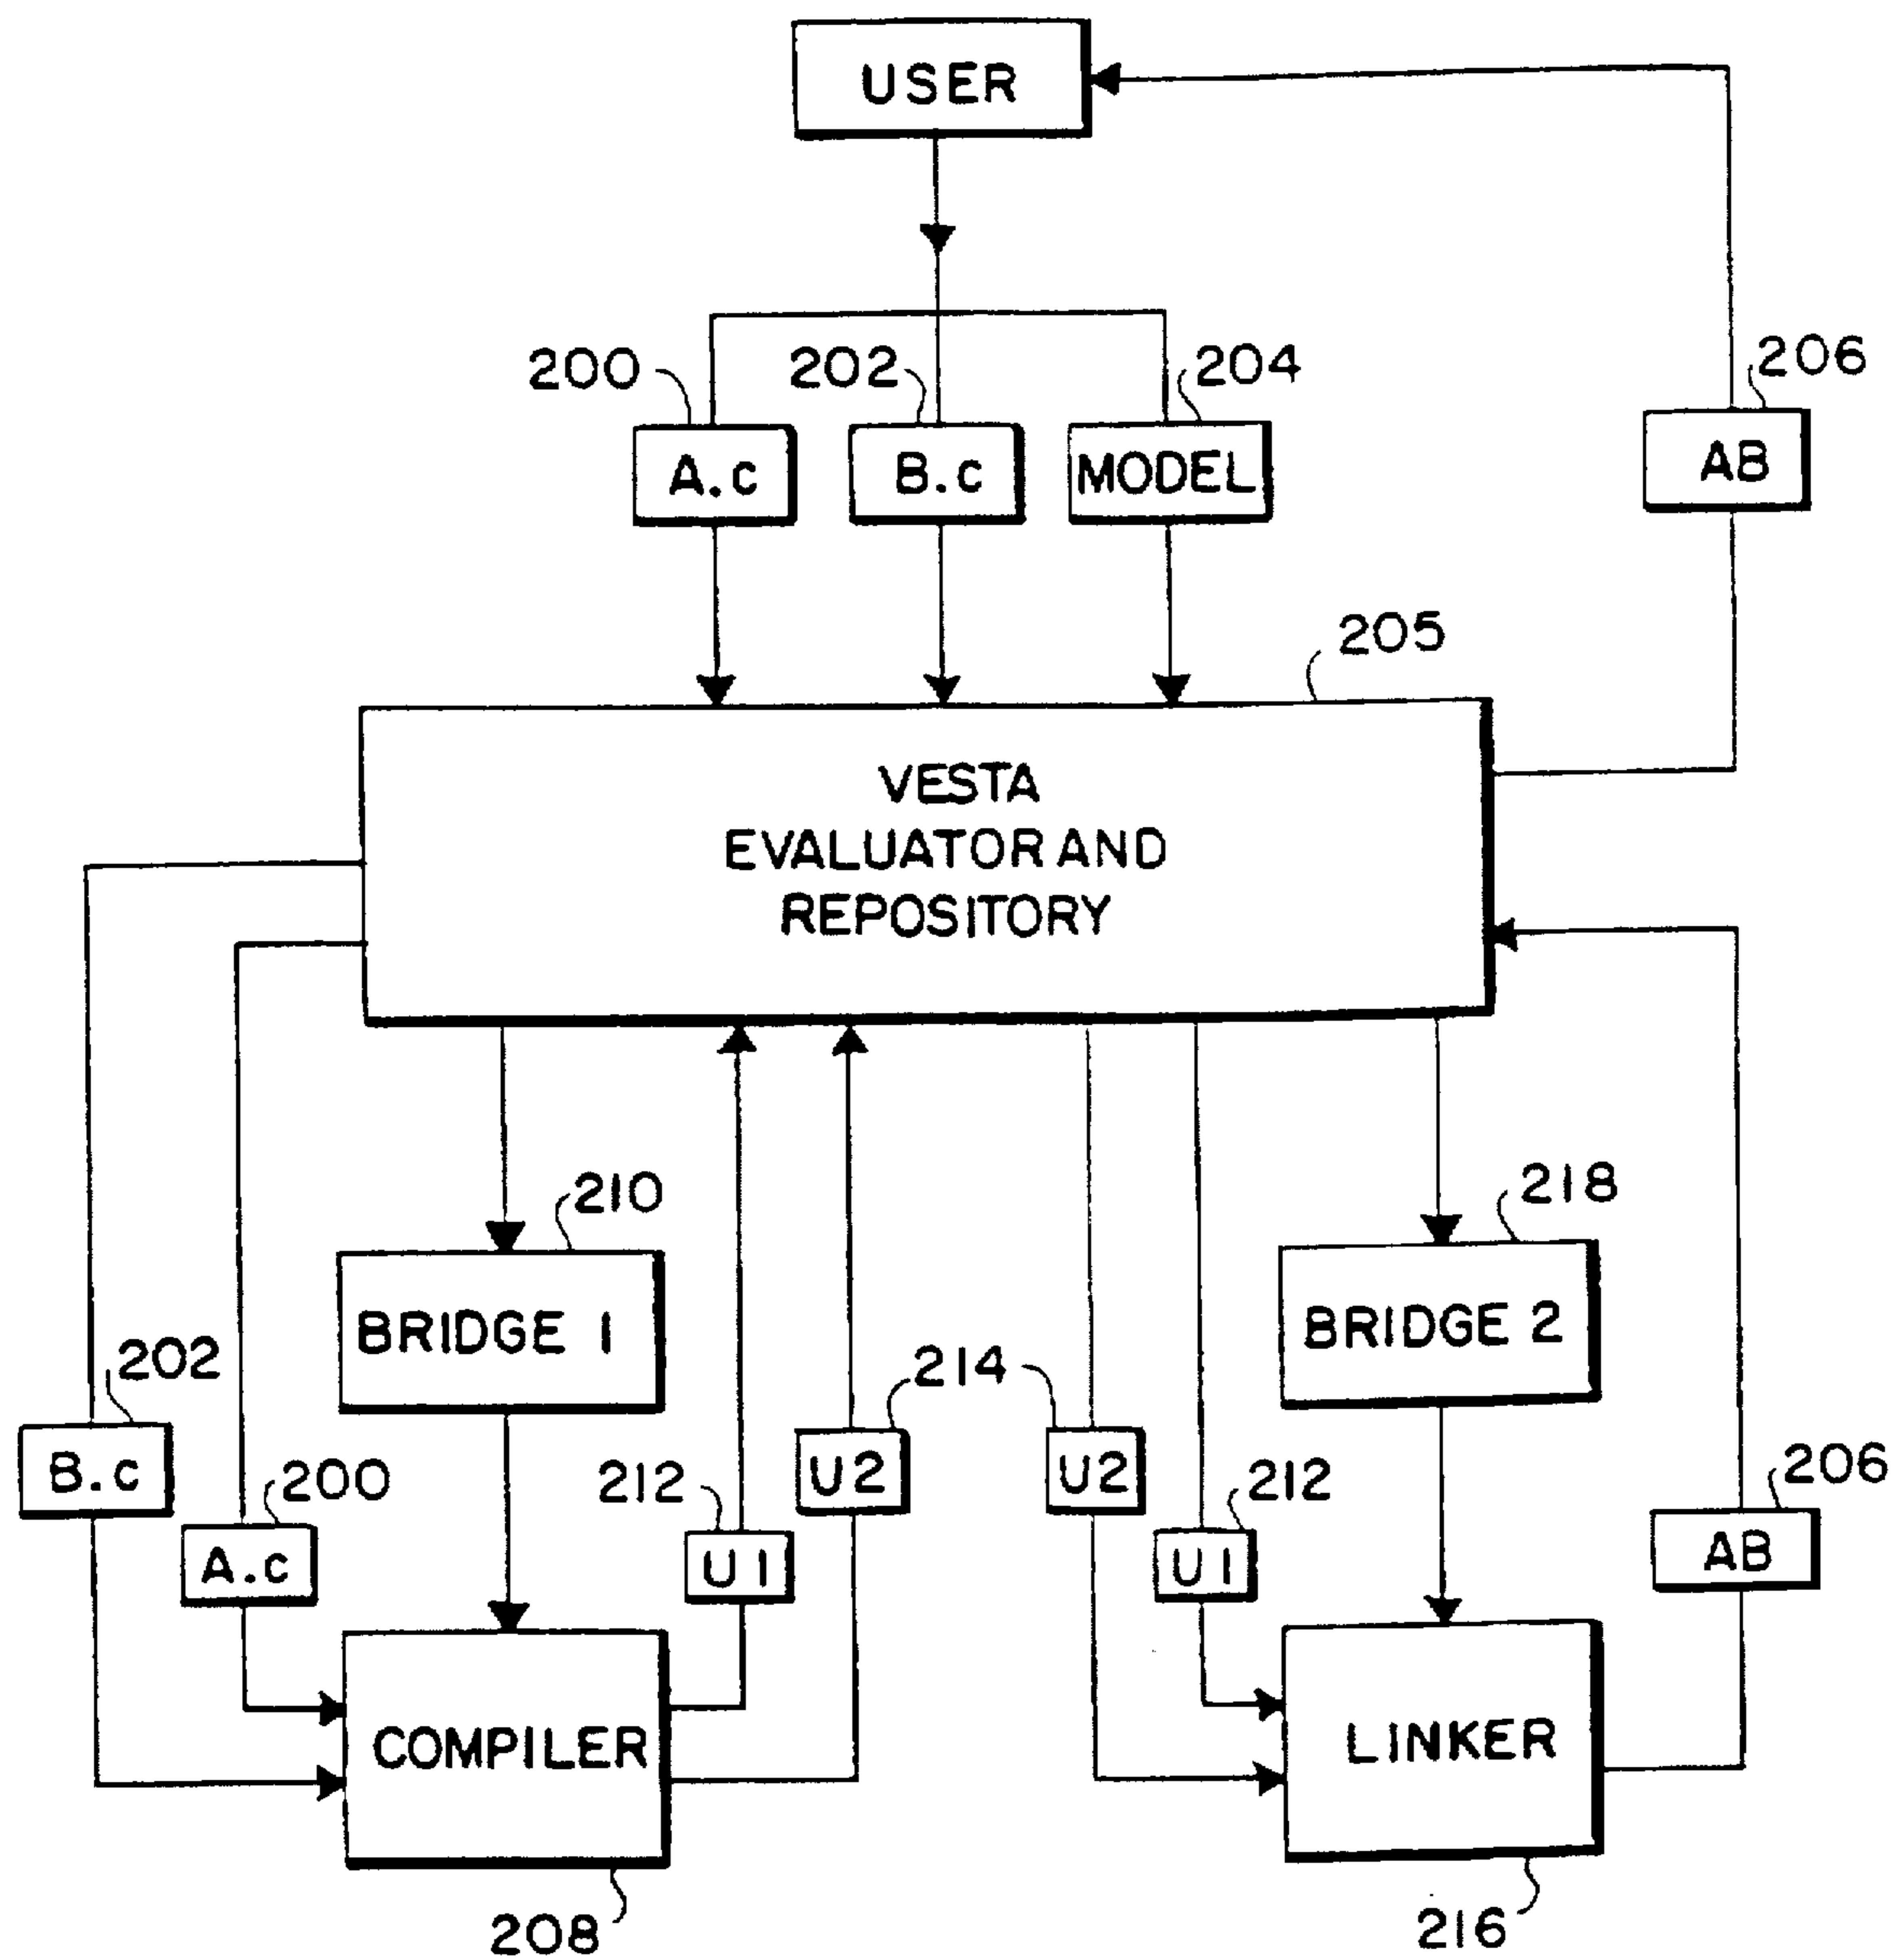 USER
200
202
204
206
A.c
B.c
MODEL
AB
205
VESTA
EVALUATOR AND
REPOSITORY
210
218
BRIDGE 1
BRIDGE 2
202
214
B.c
200
212
U2
U2
212
206
A.c
U1
U1
AB
COMPILER
LINKER
208
216